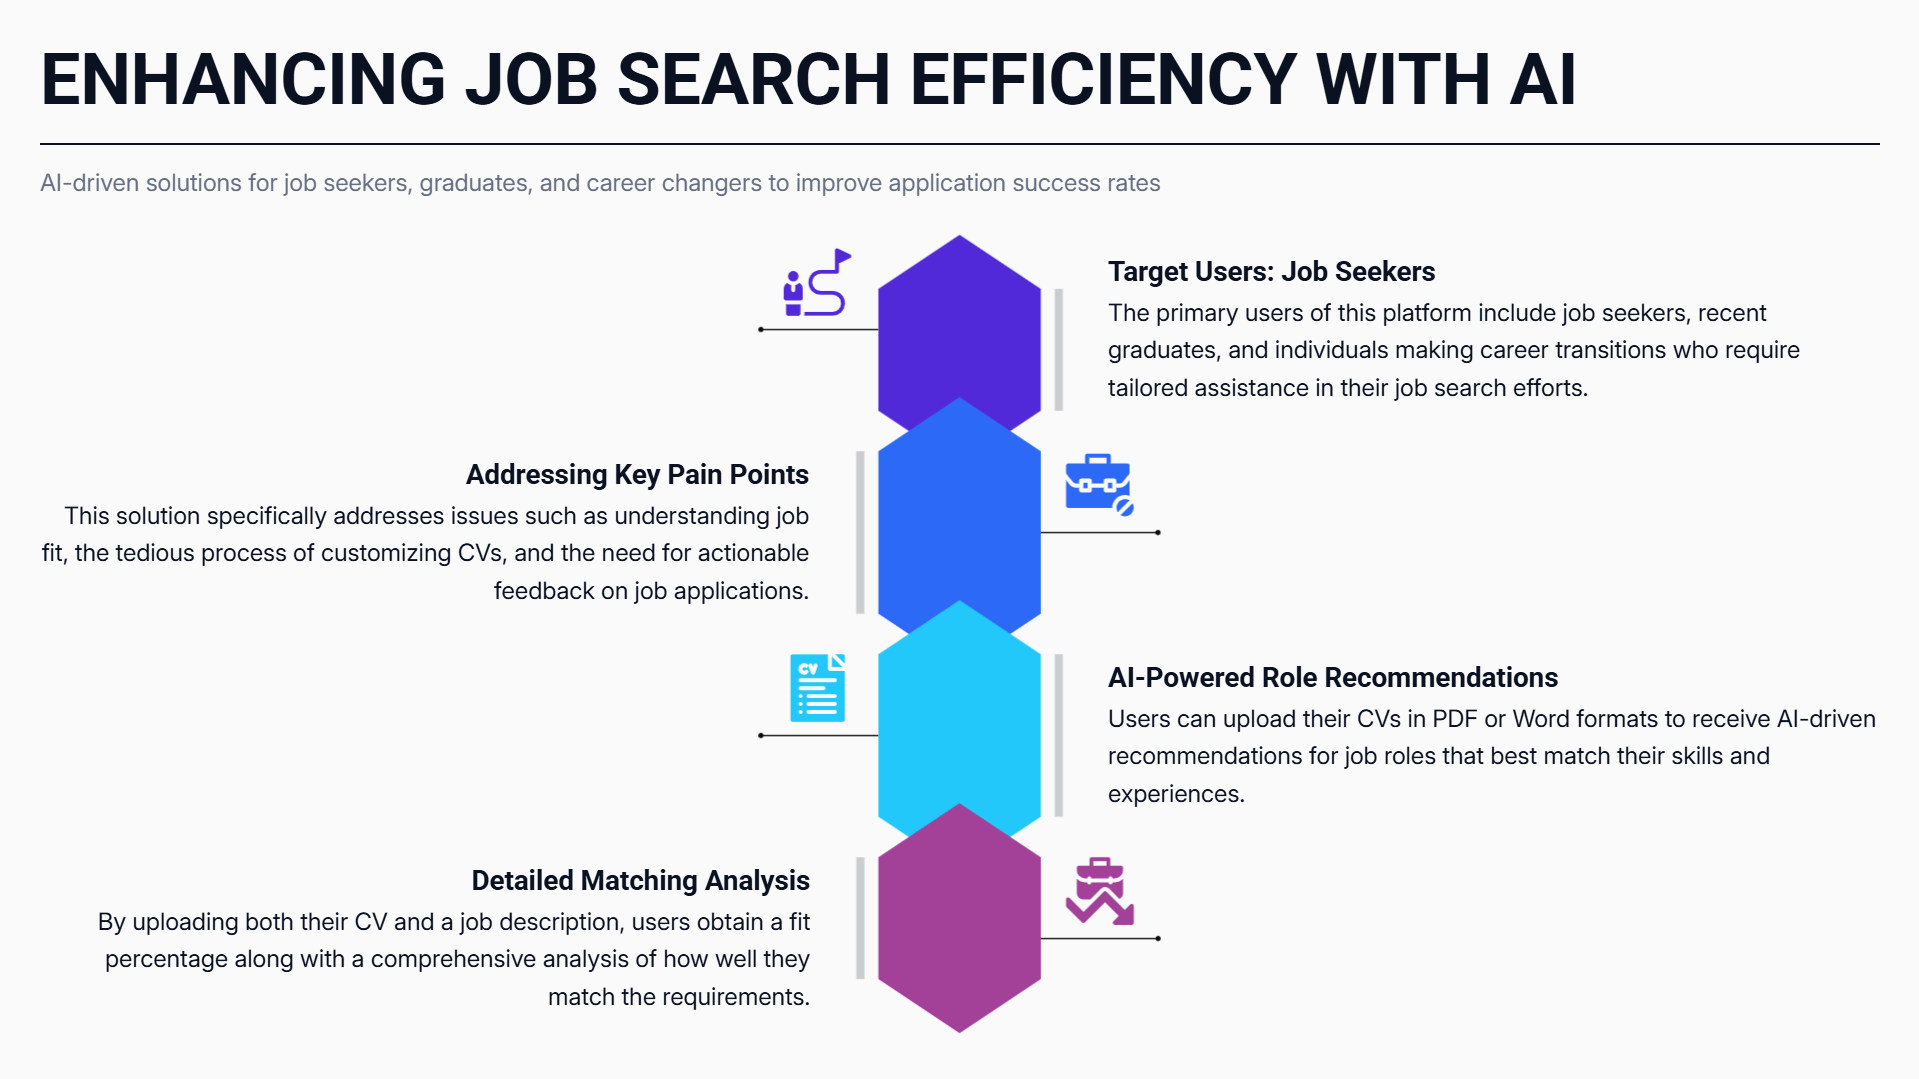 ENHANCING JOB SEARCH EFFICIENCY WITH AI
AI-driven solutions for job seekers, graduates, and career changers to improve application success rates
Target Users: Job Seekers
The primary users of this platform include job seekers, recent
graduates, and individuals making career transitions who require
tailored assistance in their job search efforts.
Addressing Key Pain Points
This solution specifically addresses issues such as understanding job
fit, the tedious process of customizing CVs, and the need for actionable
feedback on job applications.
CV
AI-Powered Role Recommendations
Users can upload their CVs in PDF or Word formats to receive AI-driven
recommendations for job roles that best match their skills and
experiences.
Detailed Matching Analysis
By uploading both their CV and a job description, users obtain a fit
percentage along with a comprehensive analysis of how well they
match the requirements.